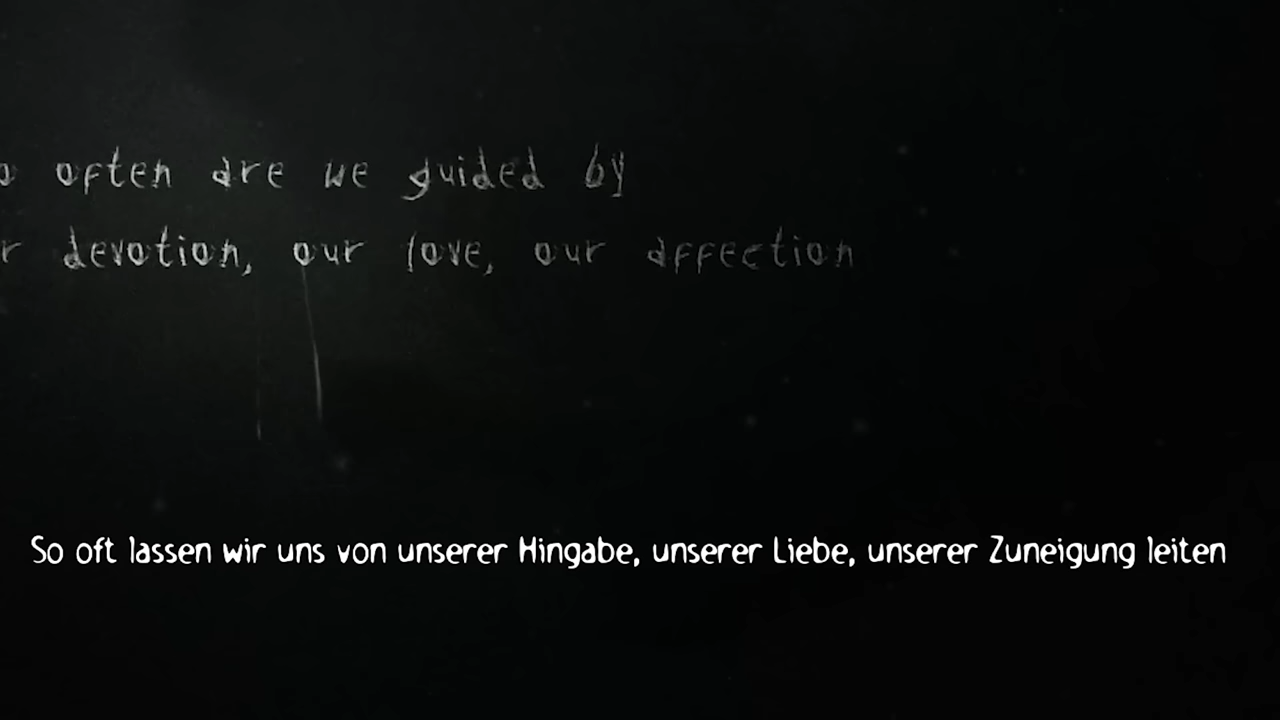 o often are we guided by
r devotion, our love, our affection
So oft lassen wir uns von unserer Hingabe, unserer Liebe, unserer Zuneigung leiten